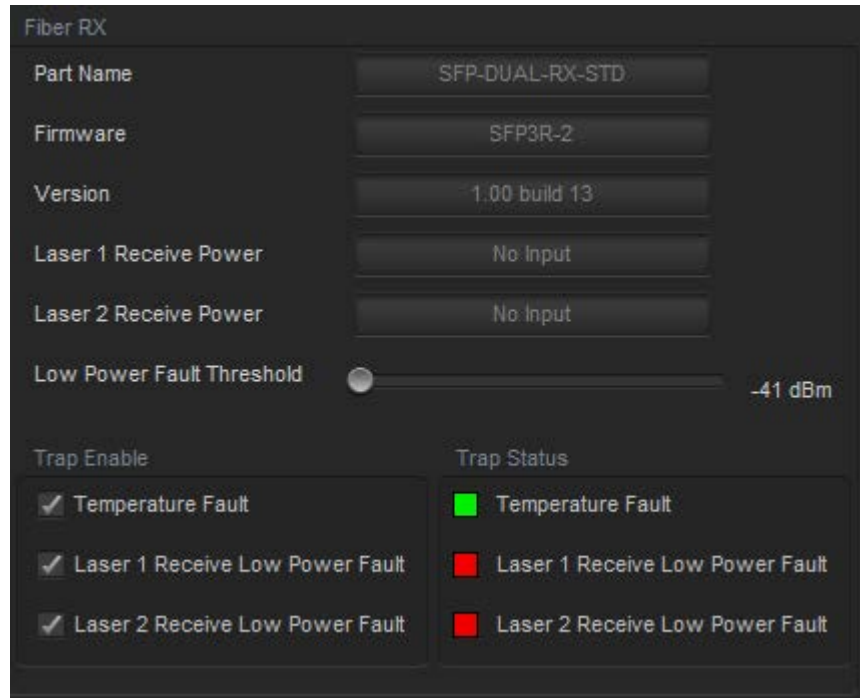 Fiber RX
Part Name SFP-DUAL-RX-STD
Firmware SFP3R-2
Version 1.00 build 13
Laser 1 Receive Power No Input
Laser 2 Receive Power No Input
Low Power Fault Threshold -41 dBm
Trap Enable Trap Status
Temperature Fault Temperature Fault
Laser 1 Receive Low Power Fault Laser 1 Receive Low Power Fault
Laser 2 Receive Low Power Fault Laser 2 Receive Low Power Fault